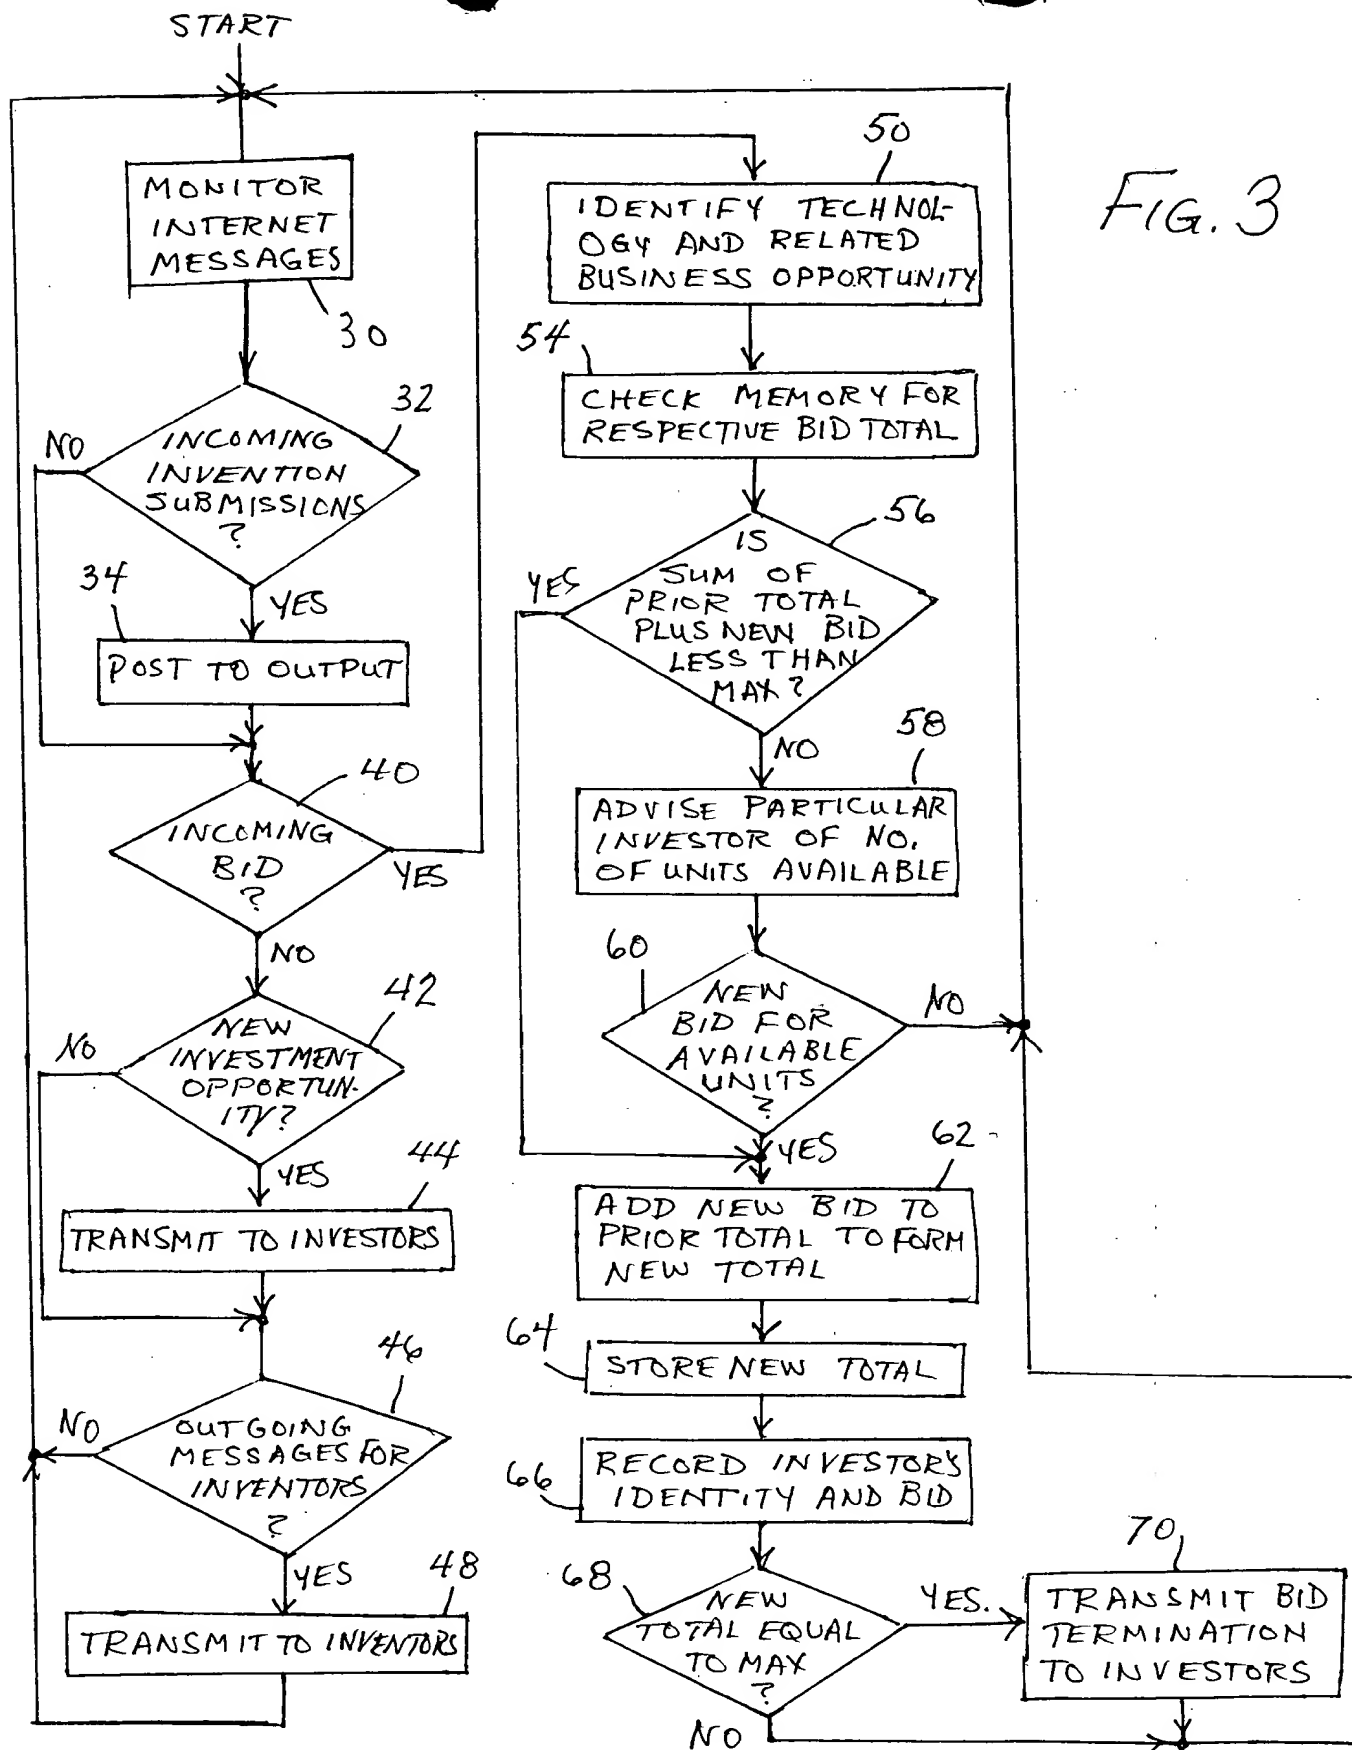 START
MONITOR
INTERNET
MESSAGES
30
32
NO
INCOMING
INVENTION
SUBMISSIONS
?
34
YES
POST TO OUTPUT
40
INCOMING
BID
?
YES
NO
42
NO
NEW
INVESTMENT
OPPORTUN-
ITY?
YES
44
TRANSMIT TO INVESTORS
46
NO
OUTGOING
MESSAGES FOR
INVENTORS
?
YES
48
TRANSMIT TO INVENTORS
50
IDENTIFY TECHNOL-
OGY AND RELATED
BUSINESS OPPORTUNITY
54
CHECK MEMORY FOR
RESPECTIVE BID TOTAL
56
YES
IS
SUM OF
PRIOR TOTAL
PLUS NEW BID
LESS THAN
MAX?
58
NO
ADVISE PARTICULAR
INVESTOR OF NO.
OF UNITS AVAILABLE
60
NEW
BID FOR
AVAILABLE
UNITS
?
NO
YES
62
ADD NEW BID TO
PRIOR TOTAL TO FORM
NEW TOTAL
64
STORE NEW TOTAL
66
RECORD INVESTOR'S
IDENTITY AND BID
68
NEW
TOTAL EQUAL
TO MAX
?
YES.
NO
70
TRANSMIT BID
TERMINATION
TO INVESTORS
FIG. 3